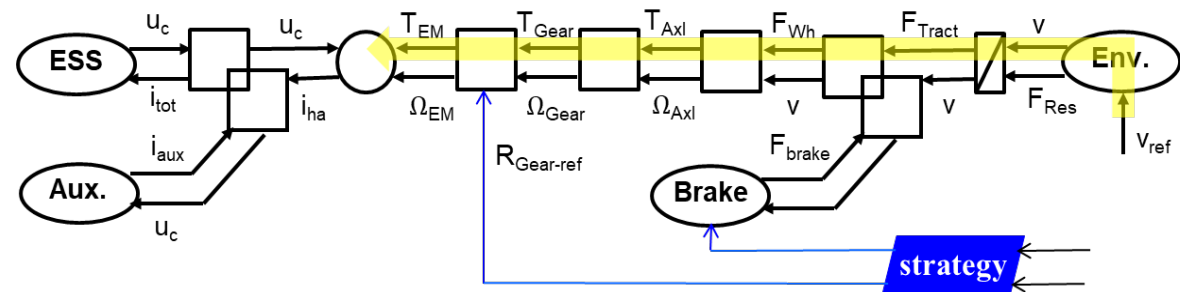 u_c u_c T_EM T_Gear T_Axl F_Wh F_Tract v
ESS Env.
i_tot i_ha Ω_EM Ω_Gear Ω_Axl v v F_Res
i_aux R_Gear-ref F_brake v_ref
Aux. Brake
u_c
strategy